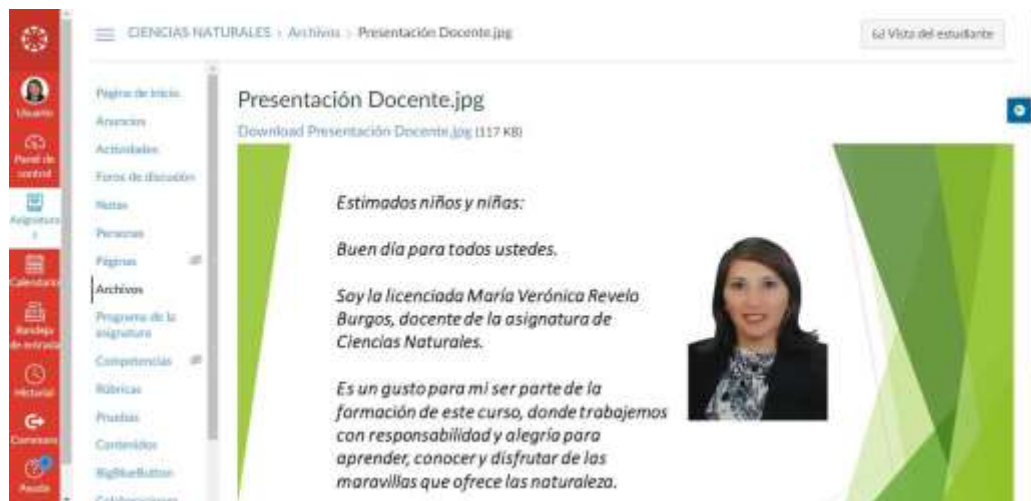 CIENCIAS NATURALES › Archivos › Presentación Docente.jpg
Vista del estudiante
Usuario
Panel de
control
Asignatura
s
Calendario
Bandeja
de entrada
Historial
Commons
Ayuda
Página de inicio
Anuncios
Actividades
Foros de discusión
Notas
Personas
Páginas
Archivos
Programa de la
asignatura
Competencias
Rúbricas
Pruebas
Contenidos
BigBlueButton
Colaboraciones
Presentación Docente.jpg
Download Presentación Docente.jpg (117 KB)
Estimados niños y niñas:
Buen día para todos ustedes.
Soy la licenciada María Verónica Revelo
Burgos, docente de la asignatura de
Ciencias Naturales.
Es un gusto para mi ser parte de la
formación de este curso, donde trabajemos
con responsabilidad y alegría para
aprender, conocer y disfrutar de las
maravillas que ofrece las naturaleza.